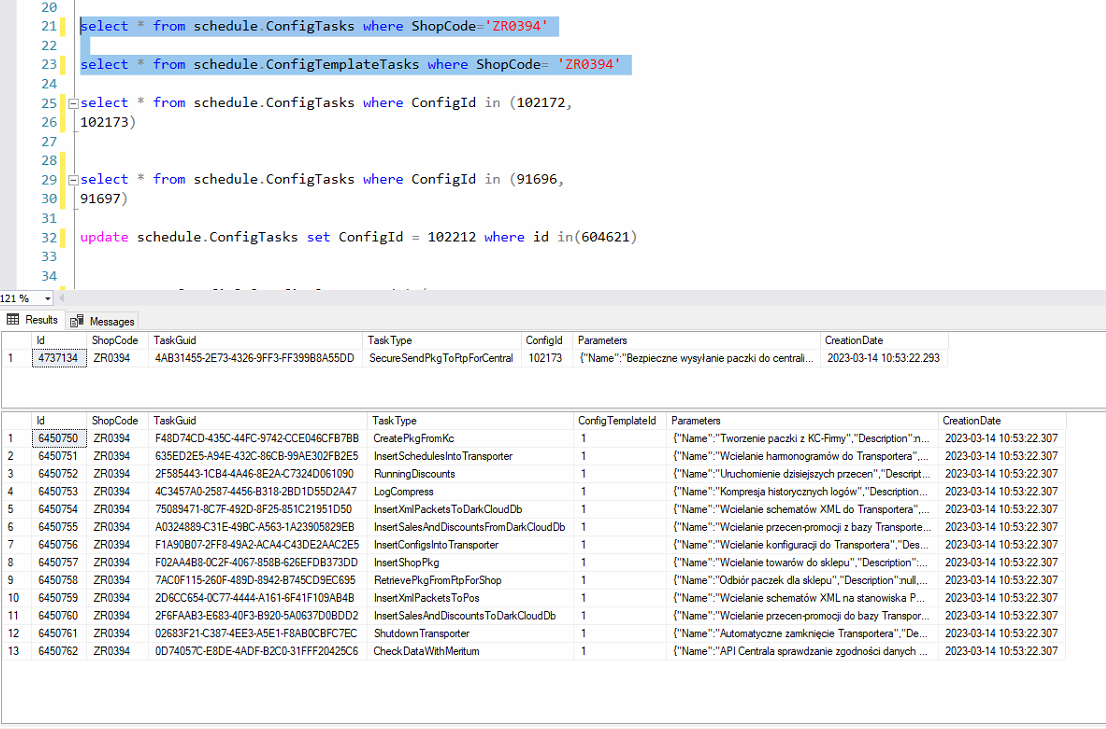 20
21 select * from schedule.ConfigTasks where ShopCode='ZR0394'
22
23 select * from schedule.ConfigTemplateTasks where ShopCode= 'ZR0394'
24
25 select * from schedule.ConfigTasks where ConfigId in (102172,
26 102173)
27
28
29 select * from schedule.ConfigTasks where ConfigId in (91696,
30 91697)
31
32 update schedule.ConfigTasks set ConfigId = 102212 where id in(604621)
33
34
121 %
Results Messages
Id ShopCode TaskGuid TaskType ConfigId Parameters CreationDate
1 4737134 ZR0394 4AB31455-2E73-4326-9FF3-FF399B8A55DD SecureSendPkgToFtpForCentral 102173 {"Name":"Bezpieczne wysyłanie paczki do centrali... 2023-03-14 10:53:22.293
Id ShopCode TaskGuid TaskType ConfigTemplateId Parameters CreationDate
1 6450750 ZR0394 F48D74CD-435C-44FC-9742-CCE046CFB7BB CreatePkgFromKc 1 {"Name":"Tworzenie paczki z KC-Firmy","Description":n... 2023-03-14 10:53:22.307
2 6450751 ZR0394 635ED2E5-A94E-432C-86CB-99AE302FB2E5 InsertSchedulesIntoTransporter 1 {"Name":"Wcielanie hamonogramów do Transportera",... 2023-03-14 10:53:22.307
3 6450752 ZR0394 2F585443-1CB4-4A46-8E2A-C7324D061090 RunningDiscounts 1 {"Name":"Uruchomienie dzisiejszych przecen","Descript... 2023-03-14 10:53:22.307
4 6450753 ZR0394 4C3457A0-2587-4456-B318-2BD1D55D2A47 LogCompress 1 {"Name":"Kompresja historycznych logów","Description... 2023-03-14 10:53:22.307
5 6450754 ZR0394 75089471-8C7F-492D-8F25-851C21951D50 InsertXmlPacketsToDarkCloudDb 1 {"Name":"Wcielanie schematów XML do Transportera",... 2023-03-14 10:53:22.307
6 6450755 ZR0394 A0324889-C31E-49BC-A563-1A23905829EB InsertSalesAndDiscountsFromDarkCloudDb 1 {"Name":"Wcielanie przecen-promocji z bazy Transporte... 2023-03-14 10:53:22.307
7 6450756 ZR0394 F1A90B07-2FF8-49A2-ACA4-C43DE2AAC2E5 InsertConfigsIntoTransporter 1 {"Name":"Wcielanie konfiguracji do Transportera","Des... 2023-03-14 10:53:22.307
8 6450757 ZR0394 F02AA4B8-0C2F-4067-858B-626EFDB373DD InsertShopPkg 1 {"Name":"Wcielanie towarów do sklepu","Description":... 2023-03-14 10:53:22.307
9 6450758 ZR0394 7AC0F115-260F-489D-8942-B745CD9EC695 RetrievePkgFromFtpForShop 1 {"Name":"Odbiór paczek dla sklepu","Description":null,... 2023-03-14 10:53:22.307
10 6450759 ZR0394 2D6CC654-0C77-4444-A161-6F41F109AB4B InsertXmlPacketsToPos 1 {"Name":"Wcielanie schematów XML na stanowiska P... 2023-03-14 10:53:22.307
11 6450760 ZR0394 2F6FAAB3-E683-40F3-B920-5A0637D0BDD2 InsertSalesAndDiscountsToDarkCloudDb 1 {"Name":"Wcielanie przecen-promocji do bazy Transpor... 2023-03-14 10:53:22.307
12 6450761 ZR0394 02683F21-C387-4EE3-A5E1-F8AB0CBFC7EC ShutdownTransporter 1 {"Name":"Automatyczne zamknięcie Transportera","De... 2023-03-14 10:53:22.307
13 6450762 ZR0394 0D74057C-E8DE-4ADF-B2C0-31FFF20425C6 CheckDataWithMeritum 1 {"Name":"API Centrala sprawdzanie zgodności danych ... 2023-03-14 10:53:22.307